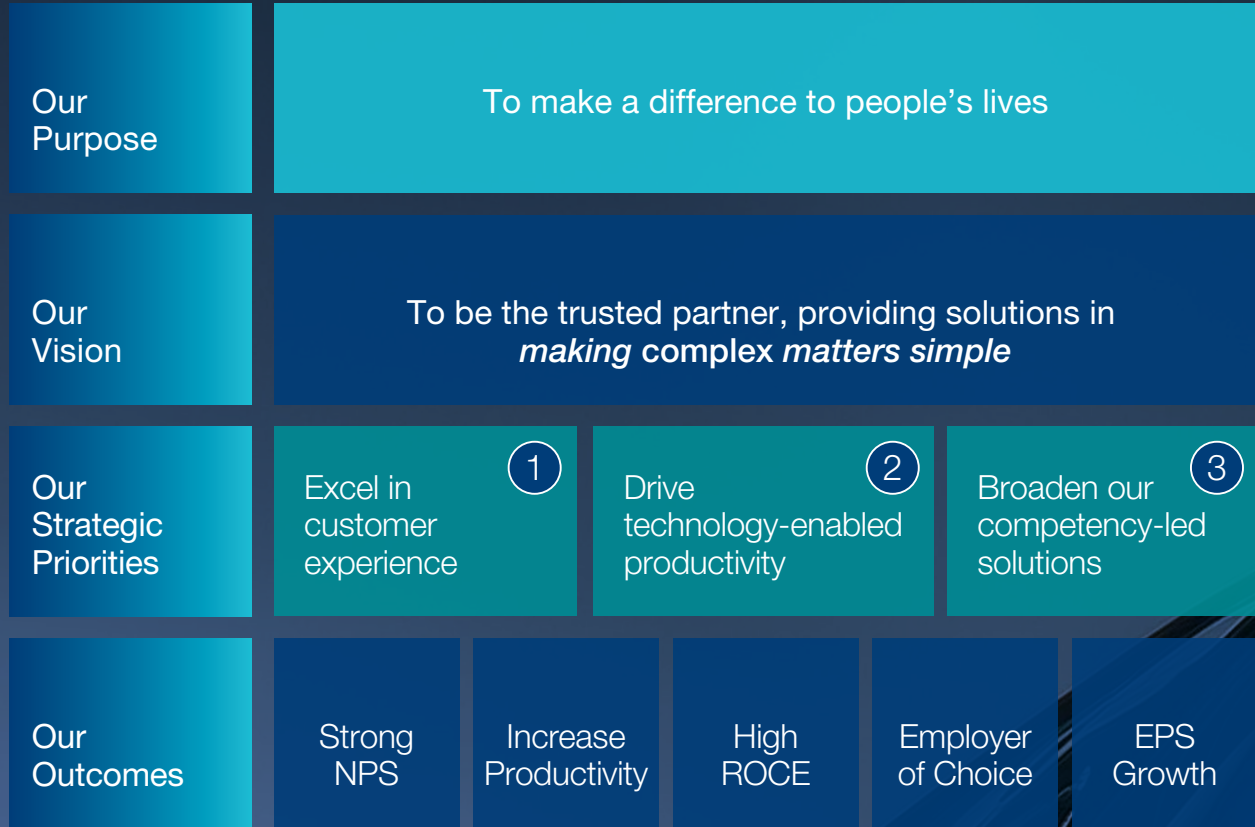 Our
Purpose
To make a difference to people’s lives
Our
Vision
To be the trusted partner, providing solutions in
making complex matters simple
Our
Strategic
Priorities
Excel in
customer
experience
1
Drive
technology-enabled
productivity
2
Broaden our
competency-led
solutions
3
Our
Outcomes
Strong
NPS
Increase
Productivity
High
ROCE
Employer
of Choice
EPS
Growth